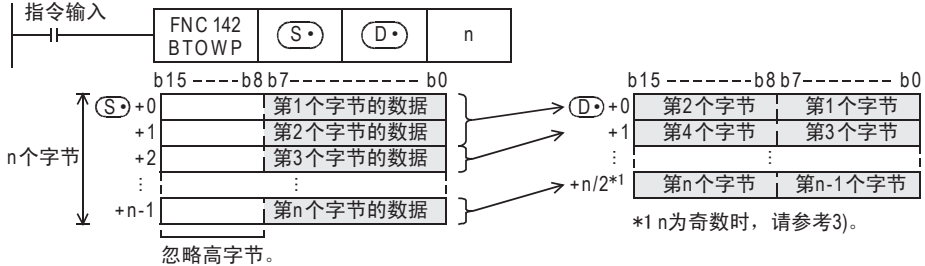 指令输入
FNC 142
BTOWP
S· D· n
b15 ----b8 b7------------ b0
b15 --------b8 b7------- b0
n个字节
S· +0 第1个字节的数据
+1 第2个字节的数据
+2 第3个字节的数据
⋮ ⋮
+n-1 第n个字节的数据
忽略高字节。
D· +0 第2个字节 第1个字节
+1 第4个字节 第3个字节
⋮ ⋮
+n/2*1 第n个字节 第n-1个字节
*1 n为奇数时，请参考3)。